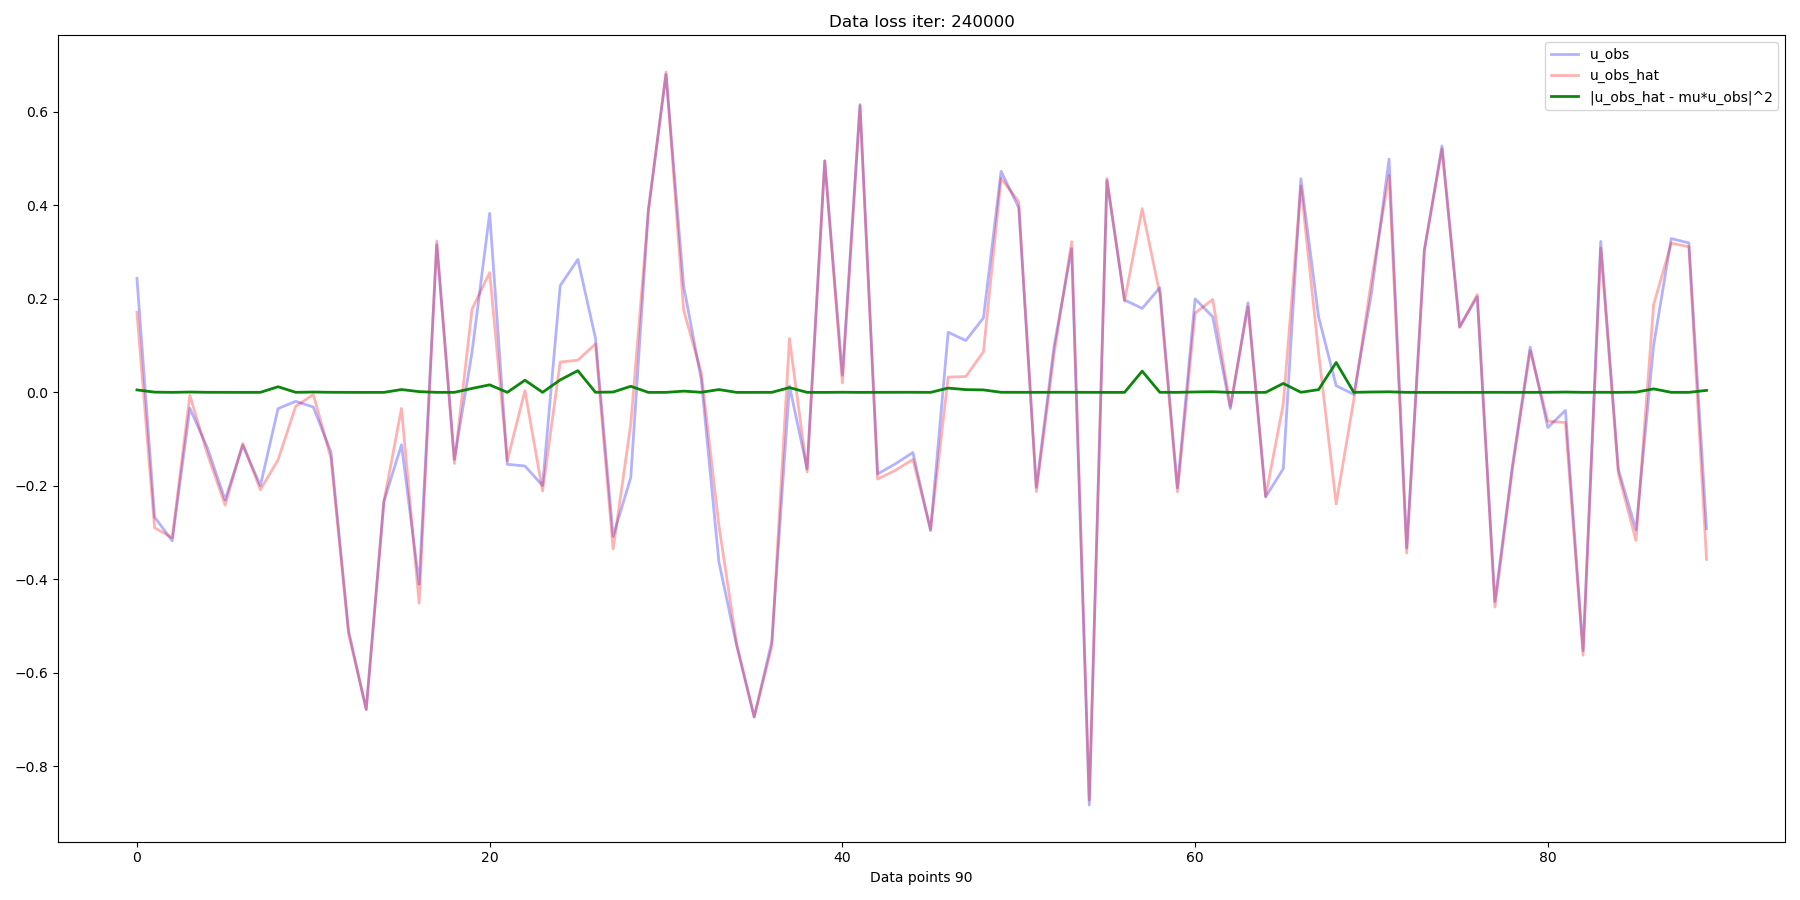 Data loss iter: 240000
u_obs
u_obs_hat
|u_obs_hat - mu*u_obs|^2
0.6
0.4
0.2
0.0
−0.2
−0.4
−0.6
−0.8
0 20 40 60 80
Data points 90